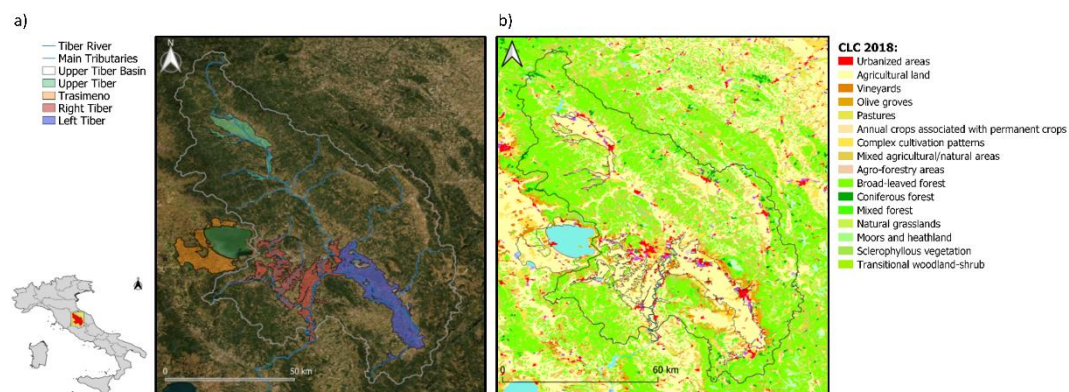 a)
Tiber River
Main Tributaries
Upper Tiber Basin
Upper Tiber
Trasimeno
Right Tiber
Left Tiber
N
0
50 km
b)
0
60 km
CLC 2018:
Urbanized areas
Agricultural land
Vineyards
Olive groves
Pastures
Annual crops associated with permanent crops
Complex cultivation patterns
Mixed agricultural/natural areas
Agro-forestry areas
Broad-leaved forest
Coniferous forest
Mixed forest
Natural grasslands
Moors and heathland
Sclerophyllous vegetation
Transitional woodland-shrub